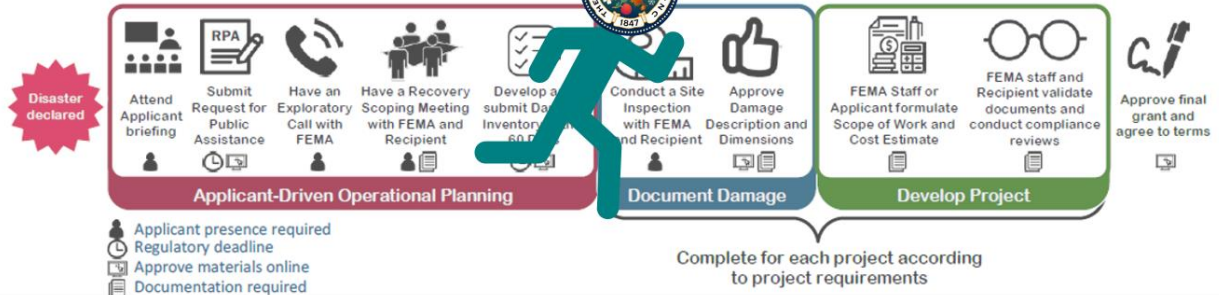 THE
INC
1847
Disaster
declared
Attend
Applicant
briefing
RPA
Submit
Request for
Public
Assistance
Have an
Exploratory
Call with
FEMA
Have a Recovery
Scoping Meeting
with FEMA and
Recipient
Develop a
submit Da
Inventory
60 D
Conduct a Site
Inspection
with FEMA
nd Recipient
Approve
Damage
Description and
Dimensions
FEMA Staff or
Applicant formulate
Scope of Work and
Cost Estimate
FEMA staff and
Recipient validate
documents and
conduct compliance
reviews
Approve final
grant and
agree to terms
Applicant-Driven Operational Planning
Document Damage
Develop Project
Applicant presence required
Regulatory deadline
Approve materials online
Documentation required
Complete for each project according
to project requirements